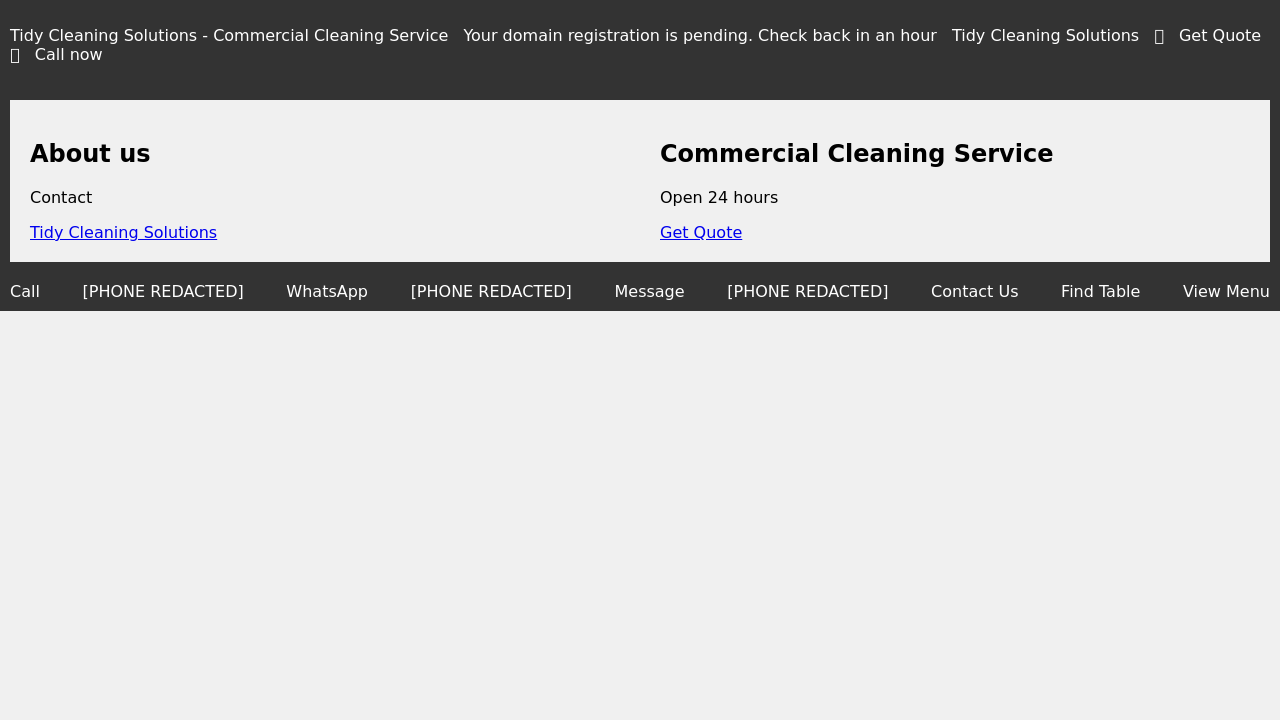 Tidy Cleaning Solutions - Commercial Cleaning Service Your domain registration is pending. Check back in an hour Tidy Cleaning Solutions Get Quote
Call now
About us
Contact
Tidy Cleaning Solutions
Commercial Cleaning Service
Open 24 hours
Get Quote
Call [PHONE REDACTED] WhatsApp [PHONE REDACTED] Message [PHONE REDACTED] Contact Us Find Table View Menu